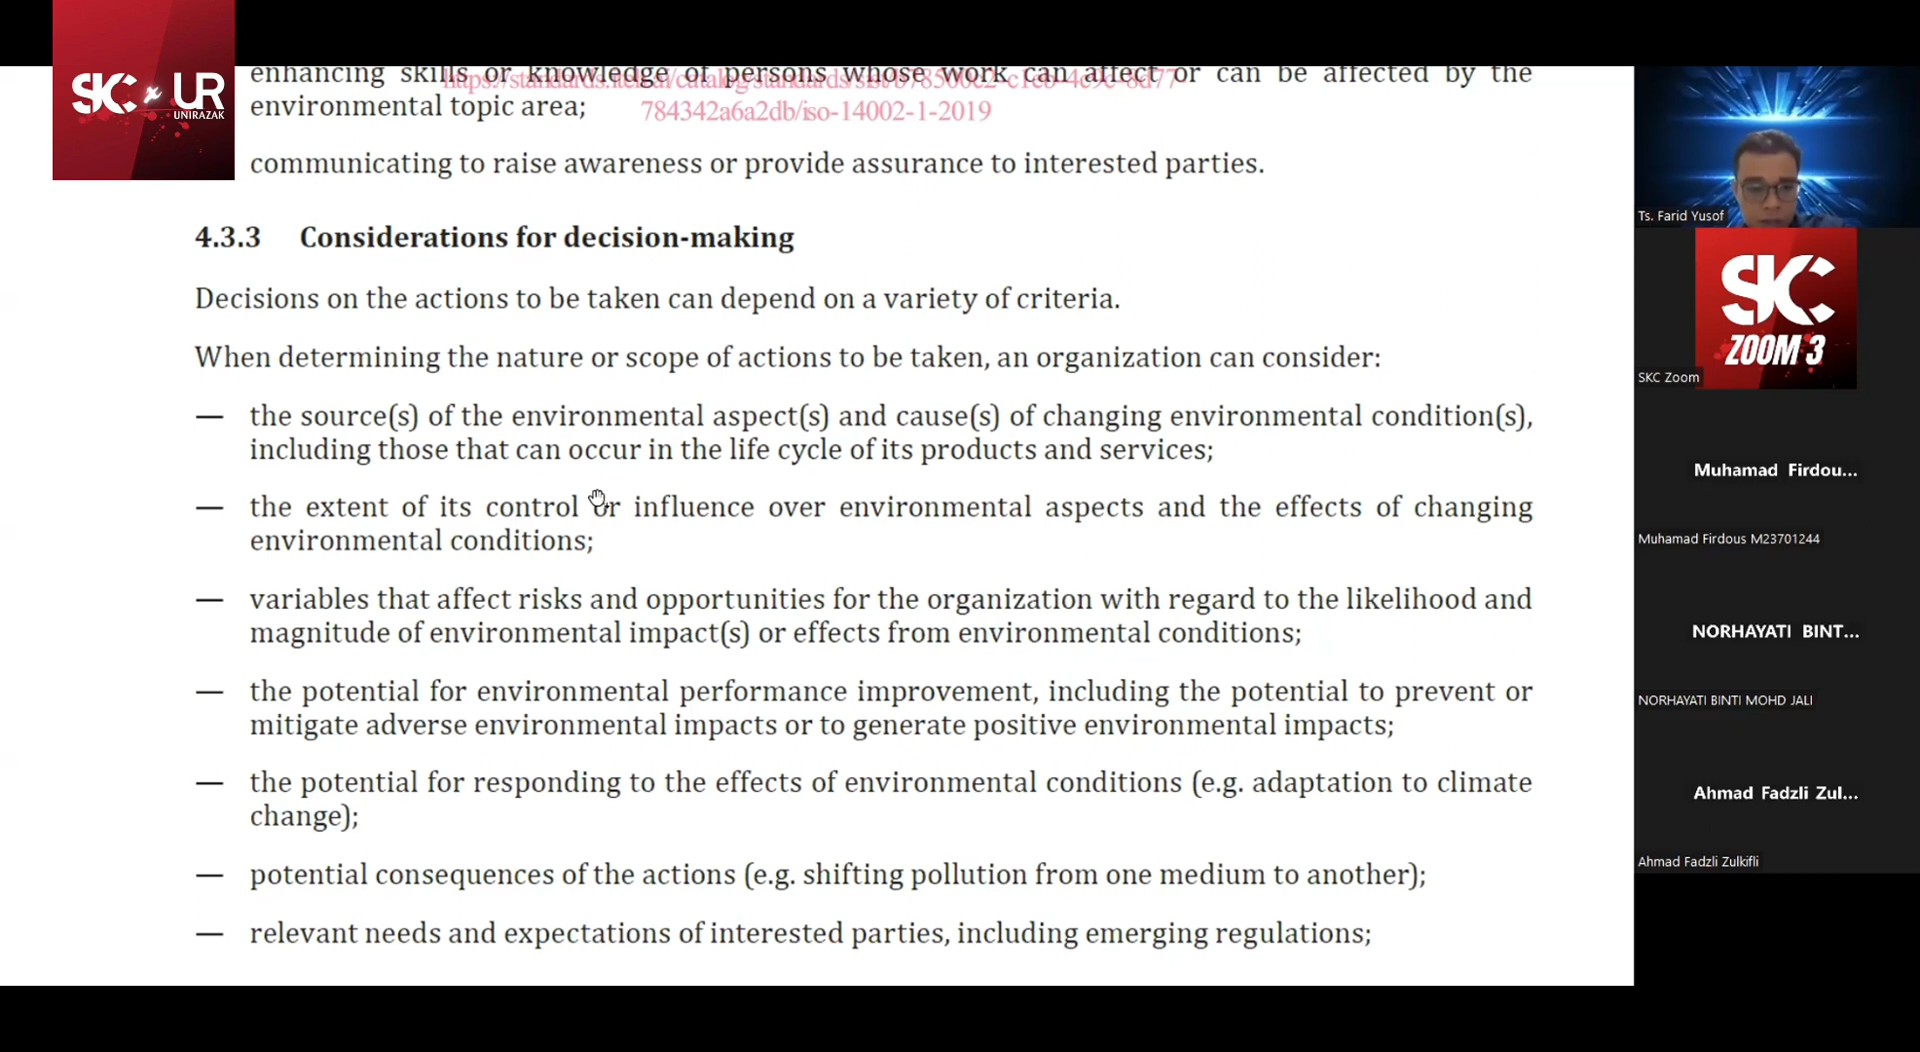 SKC x UR
UNIRAZAK
enhancing skills or knowledge of persons whose work can affect or can be affected by the
environmental topic area;
784342a6a2db/iso-14002-1-2019
communicating to raise awareness or provide assurance to interested parties.
4.3.3 Considerations for decision-making
Decisions on the actions to be taken can depend on a variety of criteria.
When determining the nature or scope of actions to be taken, an organization can consider:
— the source(s) of the environmental aspect(s) and cause(s) of changing environmental condition(s),
including those that can occur in the life cycle of its products and services;
— the extent of its control or influence over environmental aspects and the effects of changing
environmental conditions;
— variables that affect risks and opportunities for the organization with regard to the likelihood and
magnitude of environmental impact(s) or effects from environmental conditions;
— the potential for environmental performance improvement, including the potential to prevent or
mitigate adverse environmental impacts or to generate positive environmental impacts;
— the potential for responding to the effects of environmental conditions (e.g. adaptation to climate
change);
— potential consequences of the actions (e.g. shifting pollution from one medium to another);
— relevant needs and expectations of interested parties, including emerging regulations;
Ts. Farid Yusof
SKC
ZOOM 3
SKC Zoom
Muhamad Firdou...
Muhamad Firdous M23701244
NORHAYATI BINT...
NORHAYATI BINTI MOHD JALI
Ahmad Fadzli Zul...
Ahmad Fadzli Zulkifli